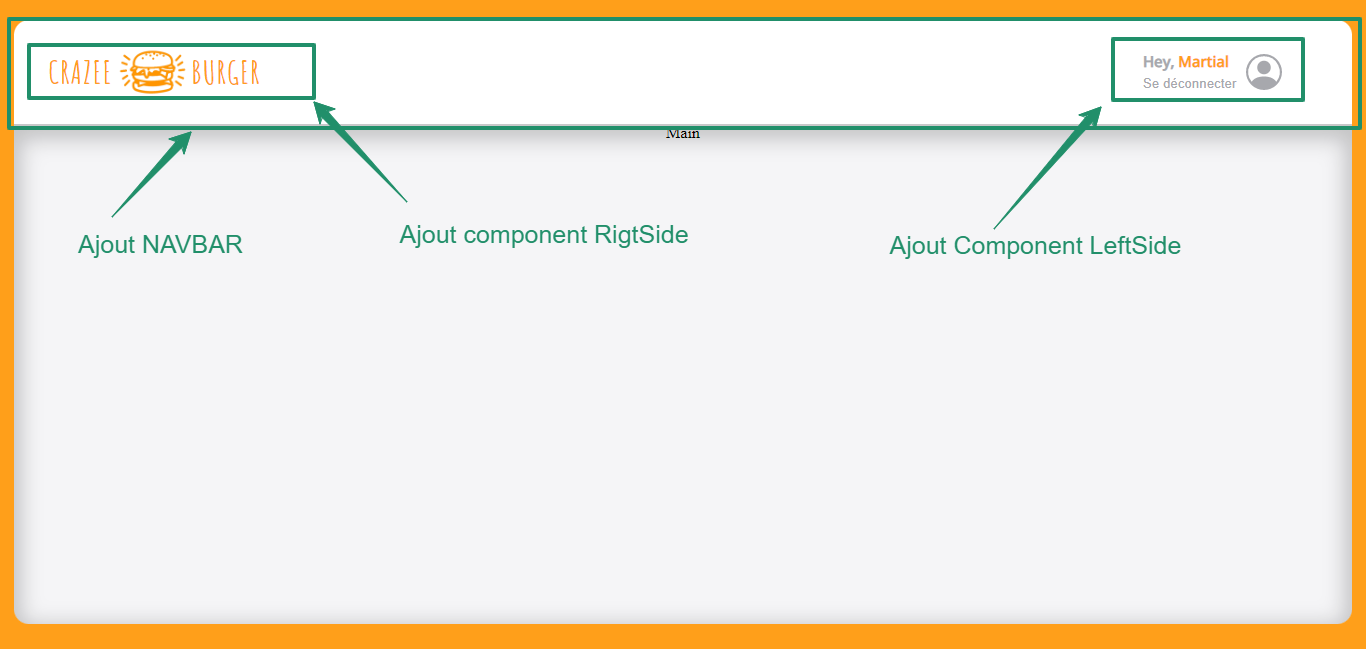 CRAZEE BURGER
Hey, Martial
Se déconnecter
Main
Ajout NAVBAR
Ajout component RigtSide
Ajout Component LeftSide